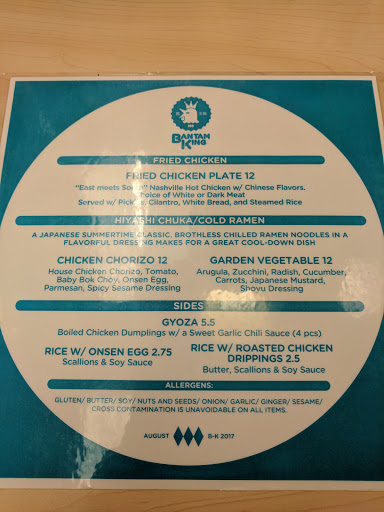 BANTAM
KING
FRIED CHICKEN
FRIED CHICKEN PLATE 12
"East meets South" Nashville Hot Chicken w/ Chinese Flavors.
Choice of White or Dark Meat
Served w/ Pickles, Cilantro, White Bread, and Steamed Rice
HIYASHI CHUKA/COLD RAMEN
A JAPANESE SUMMERTIME CLASSIC. BROTHLESS CHILLED RAMEN NOODLES IN A
FLAVORFUL DRESSING MAKES FOR A GREAT COOL-DOWN DISH
CHICKEN CHORIZO 12
House Chicken Chorizo, Tomato,
Baby Bok Choy, Onsen Egg,
Parmesan, Spicy Sesame Dressing
GARDEN VEGETABLE 12
Arugula, Zucchini, Radish, Cucumber,
Carrots, Japanese Mustard,
Shoyu Dressing
SIDES
GYOZA 5.5
Boiled Chicken Dumplings w/ a Sweet Garlic Chili Sauce (4 pcs)
RICE W/ ONSEN EGG 2.75
Scallions & Soy Sauce
RICE W/ ROASTED CHICKEN
DRIPPINGS 2.5
Butter, Scallions & Soy Sauce
ALLERGENS:
GLUTEN/ BUTTER/ SOY/ NUTS AND SEEDS/ ONION/ GARLIC/ GINGER/ SESAME/
CROSS CONTAMINATION IS UNAVOIDABLE ON ALL ITEMS.
AUGUST B-K 2017